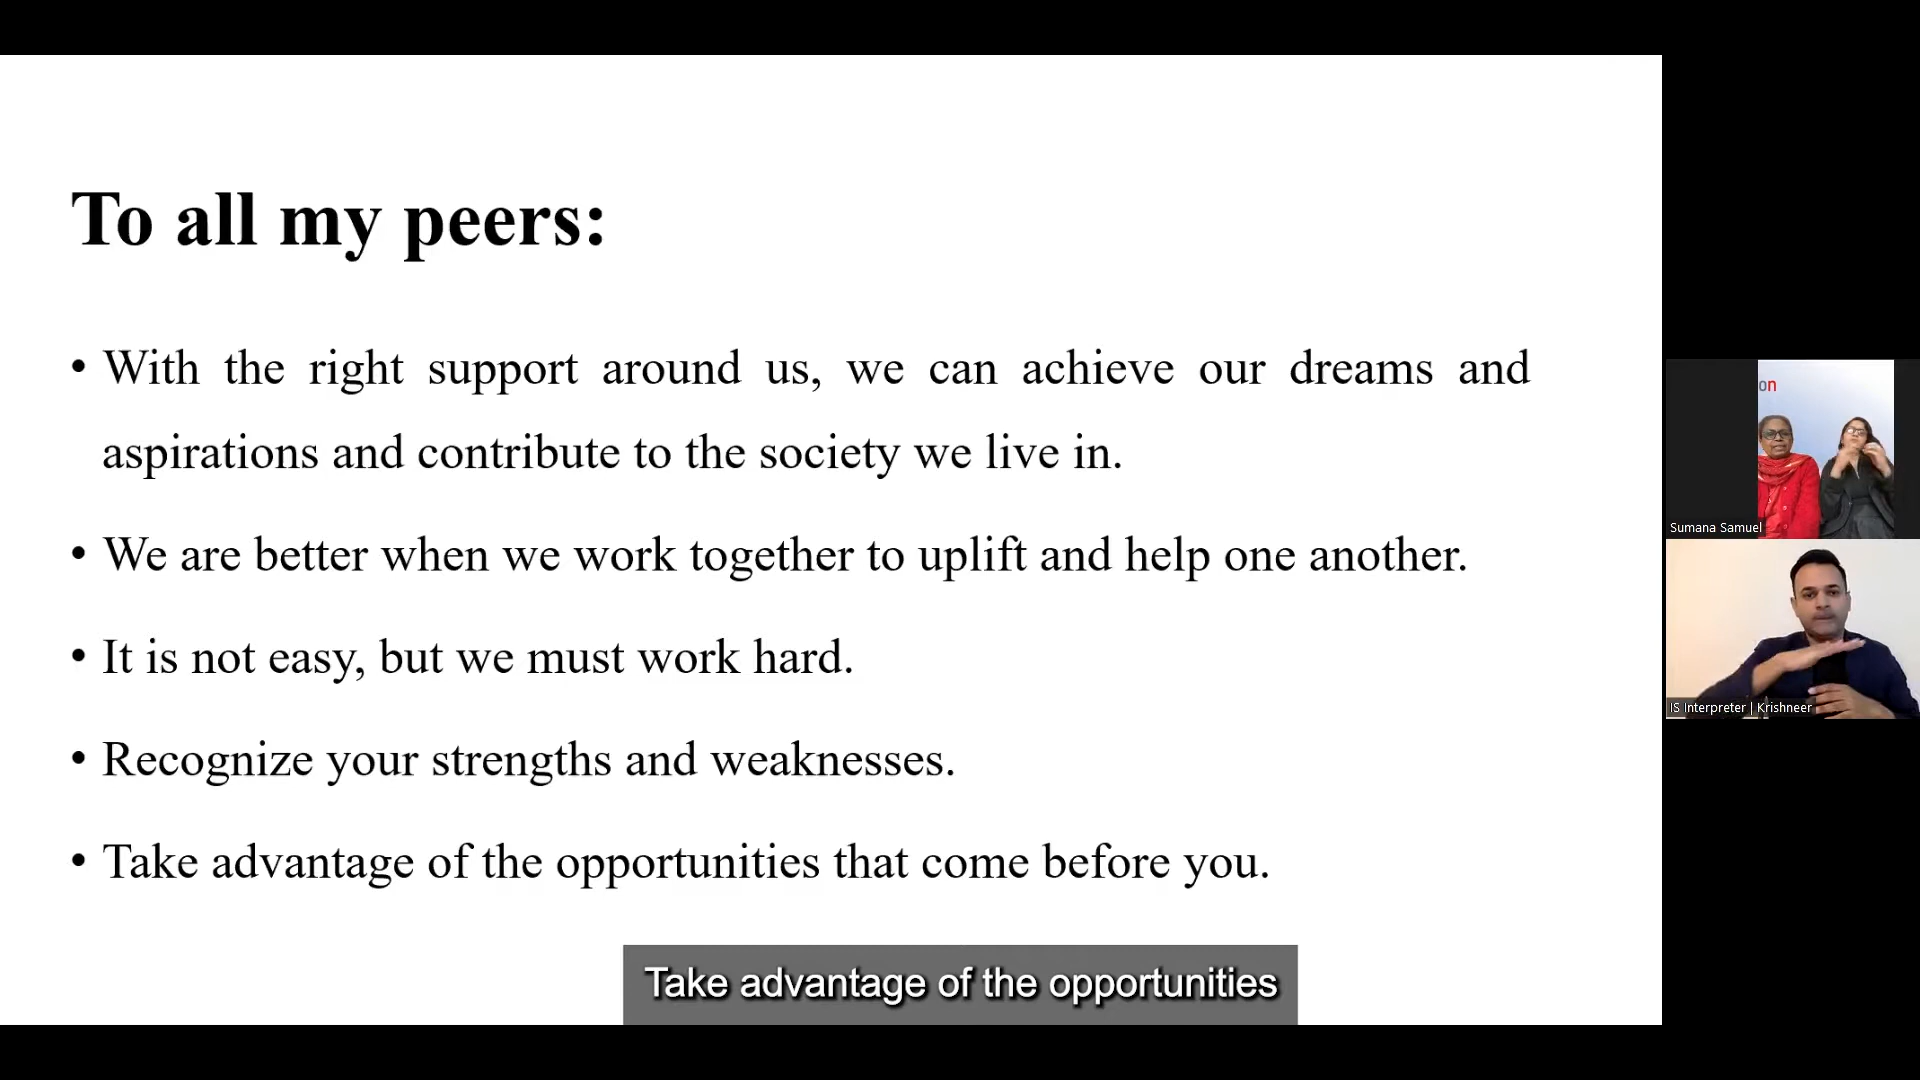 To all my peers:
• With the right support around us, we can achieve our dreams and
aspirations and contribute to the society we live in.
• We are better when we work together to uplift and help one another.
• It is not easy, but we must work hard.
• Recognize your strengths and weaknesses.
• Take advantage of the opportunities that come before you.
Take advantage of the opportunities
on
Sumana Samuel
IS Interpreter | Krishneer